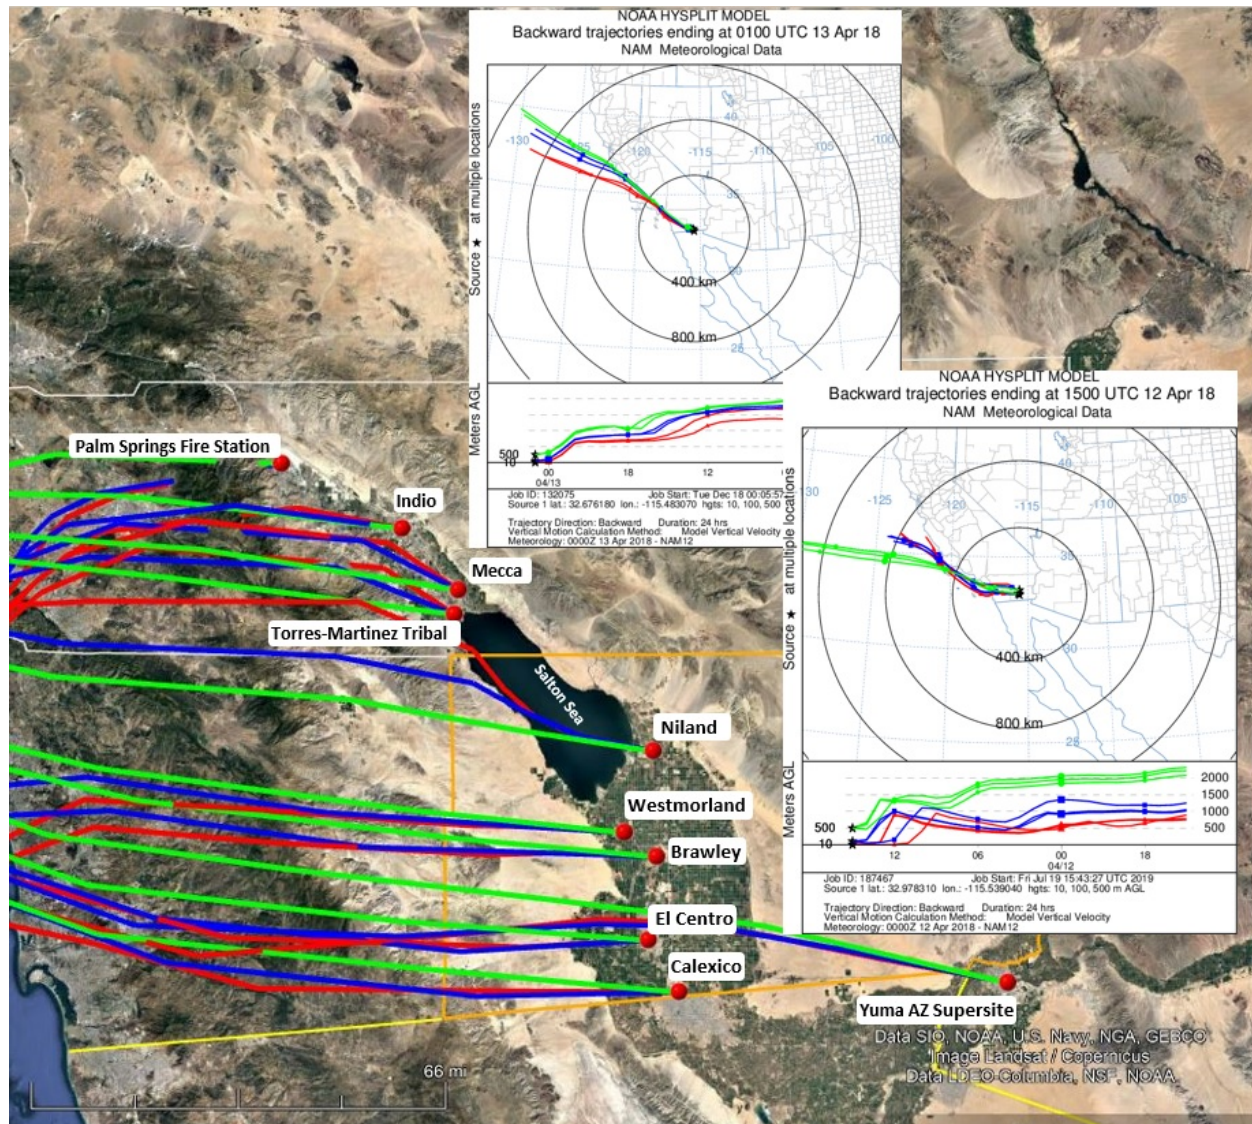 NOAA HYSPLIT MODEL
Backward trajectories ending at 0100 UTC 13 Apr 18
NAM Meteorological Data
Source ★ at multiple locations
40
-130
-125
-120
-115
-110
-105
-100
35
30
400 km
800 km
25
Meters AGL
500
10
00
18
12
04/13
Job ID: 132075 Job Start: Tue Dec 18 00:05:57
Source 1 lat.: 32.676180 lon.: -115.483070 hgts: 10, 100, 500
Trajectory Direction: Backward Duration: 24 hrs
Vertical Motion Calculation Method: Model Vertical Velocity
Meteorology: 0000Z 13 Apr 2018 - NAM12
NOAA HYSPLIT MODEL
Backward trajectories ending at 1500 UTC 12 Apr 18
NAM Meteorological Data
Source ★ at multiple locations
40
30
-125
-120
-115
105
35
30
400 km
800 km
25
Meters AGL
2000
1500
1000
500
500
10
12
06
00
18
04/12
Job ID: 187467 Job Start: Fri Jul 19 15:43:27 UTC 2019
Source 1 lat.: 32.978310 lon.: -115.539040 hgts: 10, 100, 500 m AGL
Trajectory Direction: Backward Duration: 24 hrs
Vertical Motion Calculation Method: Model Vertical Velocity
Meteorology: 0000Z 12 Apr 2018 - NAM12
Palm Springs Fire Station
Indio
Mecca
Torres-Martinez Tribal
Salton Sea
Niland
Westmorland
Brawley
El Centro
Calexico
Yuma AZ Supersite
66 mi
Data SIO, NOAA, U.S. Navy, NGA, GEBCO
Image Landsat / Copernicus
Data LDEO-Columbia, NSF, NOAA